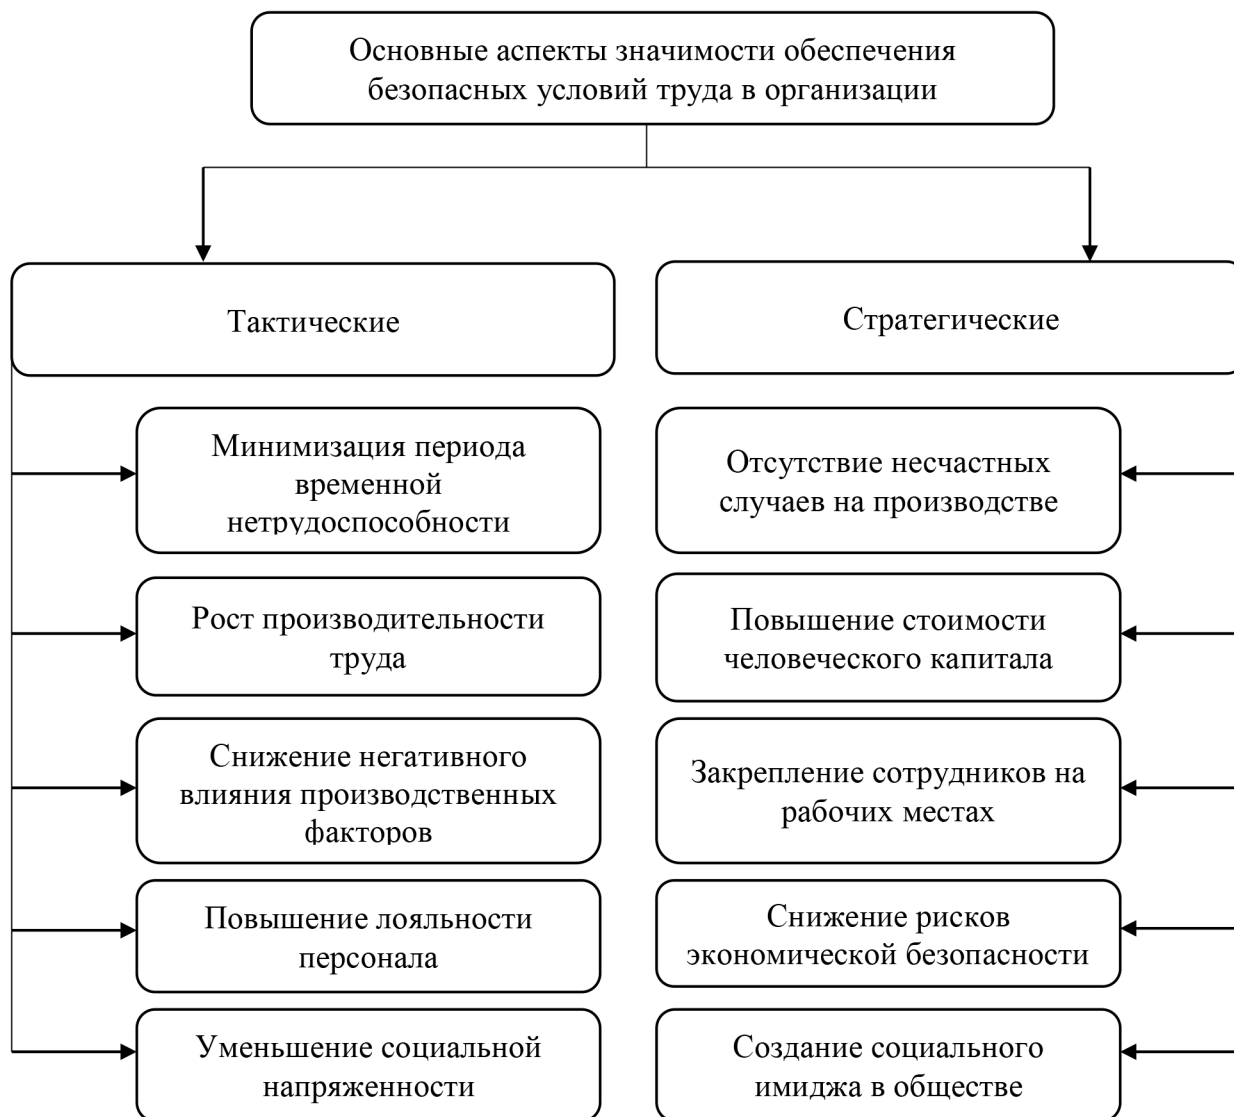 Основные аспекты значимости обеспечения
безопасных условий труда в организации
Тактические
Стратегические
Минимизация периода
временной
нетрудоспособности
Отсутствие несчастных
случаев на производстве
Рост производительности
труда
Повышение стоимости
человеческого капитала
Снижение негативного
влияния производственных
факторов
Закрепление сотрудников на
рабочих местах
Повышение лояльности
персонала
Снижение рисков
экономической безопасности
Уменьшение социальной
напряженности
Создание социального
имиджа в обществе